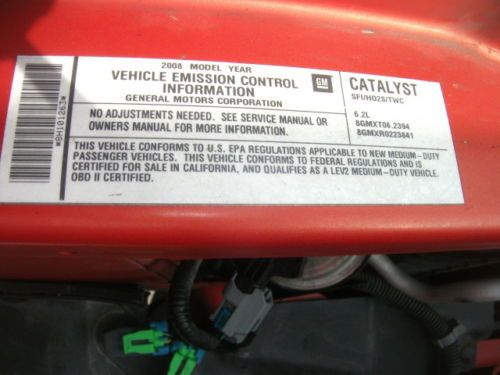 *8H101263*
2008 MODEL YEAR
VEHICLE EMISSION CONTROL
INFORMATION
GENERAL MOTORS CORPORATION
GM
CATALYST
SFI/HO2S/TWC
NO ADJUSTMENTS NEEDED. SEE SERVICE MANUAL OR
OWNERS MANUAL FOR MORE INFORMATION.
6.2L
8GMXT06.2394
8GMXR0223841
THIS VEHICLE CONFORMS TO U.S. EPA REGULATIONS APPLICABLE TO NEW MEDIUM-DUTY
PASSENGER VEHICLES. THIS VEHICLE CONFORMS TO FEDERAL REGULATIONS AND IS
CERTIFIED FOR SALE IN CALIFORNIA, AND QUALIFIES AS A LEV2 MEDIUM-DUTY VEHICLE.
OBD II CERTIFIED.